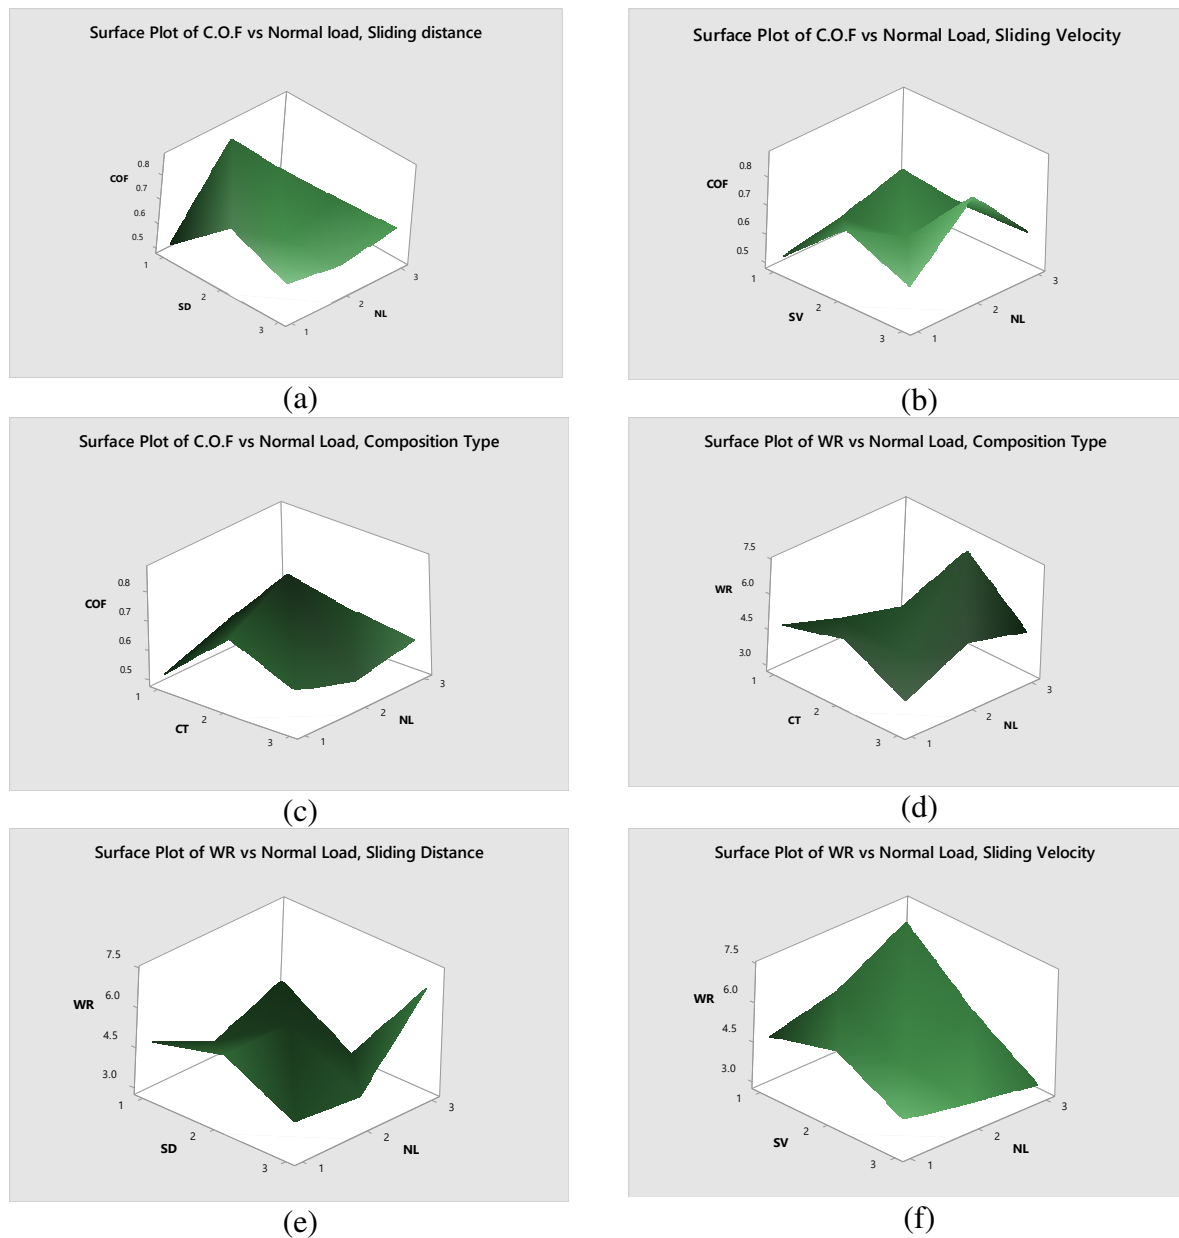 Surface Plot of C.O.F vs Normal load, Sliding distance
0.8
COF
0.7
0.6
0.5
1
SD
2
3
1
2
NL
3
(a)
Surface Plot of C.O.F vs Normal Load, Sliding Velocity
0.8
COF
0.7
0.6
0.5
1
SV
2
3
1
2
NL
3
(b)
Surface Plot of C.O.F vs Normal Load, Composition Type
0.8
COF
0.7
0.6
0.5
1
CT
2
3
1
2
NL
3
(c)
Surface Plot of WR vs Normal Load, Composition Type
7.5
WR
6.0
4.5
3.0
1
CT
2
3
1
2
NL
3
(d)
Surface Plot of WR vs Normal Load, Sliding Distance
7.5
WR
6.0
4.5
3.0
1
SD
2
3
1
2
NL
3
(e)
Surface Plot of WR vs Normal Load, Sliding Velocity
7.5
WR
6.0
4.5
3.0
1
SV
2
3
1
2
NL
3
(f)